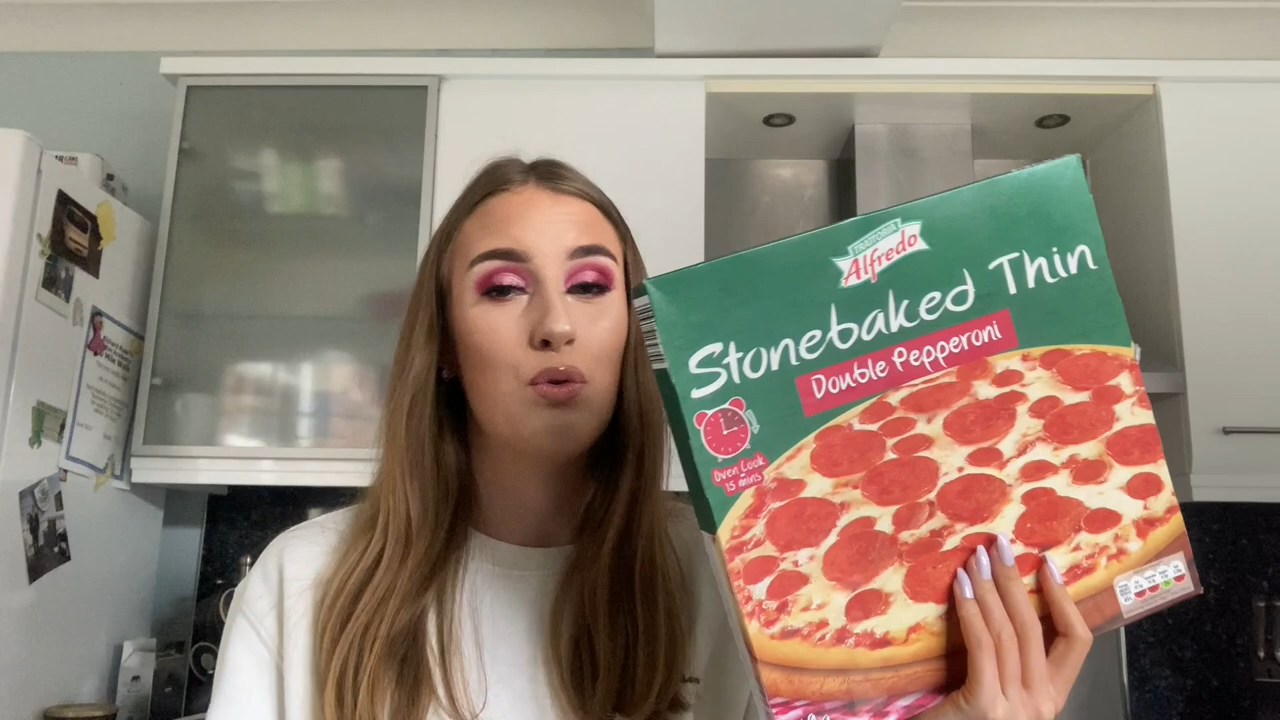 TRATTORIA
Alfredo
Stonebaked Thin
Double Pepperoni
Oven Cook
15 mins